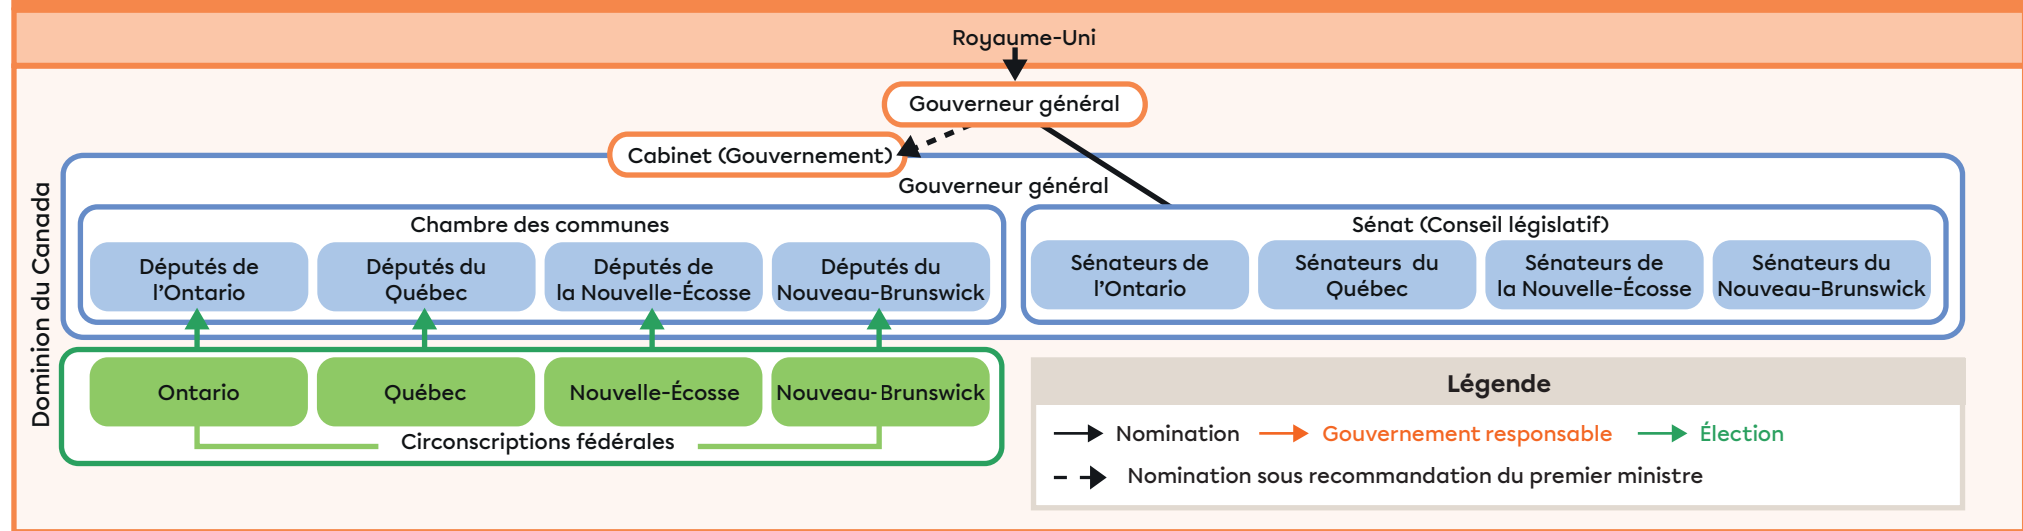 Royaume-Uni
Gouverneur général
Cabinet (Gouvernement)
Gouverneur général
Dominion du Canada
Chambre des communes
Députés de
l'Ontario
Députés du
Québec
Députés de
la Nouvelle-Écosse
Députés du
Nouveau-Brunswick
Sénat (Conseil législatif)
Sénateurs de
l'Ontario
Sénateurs du
Québec
Sénateurs de
la Nouvelle-Écosse
Sénateurs du
Nouveau-Brunswick
Ontario
Québec
Nouvelle-Écosse
Nouveau-Brunswick
Circonscriptions fédérales
Légende
Nomination
Gouvernement responsable
Élection
Nomination sous recommandation du premier ministre